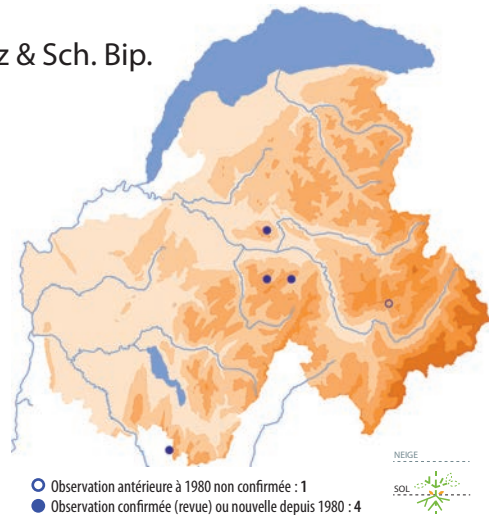 z & Sch. Bip.
NEIGE
SOL
Observation antérieure à 1980 non confirmée : 1
Observation confirmée (revue) ou nouvelle depuis 1980 : 4